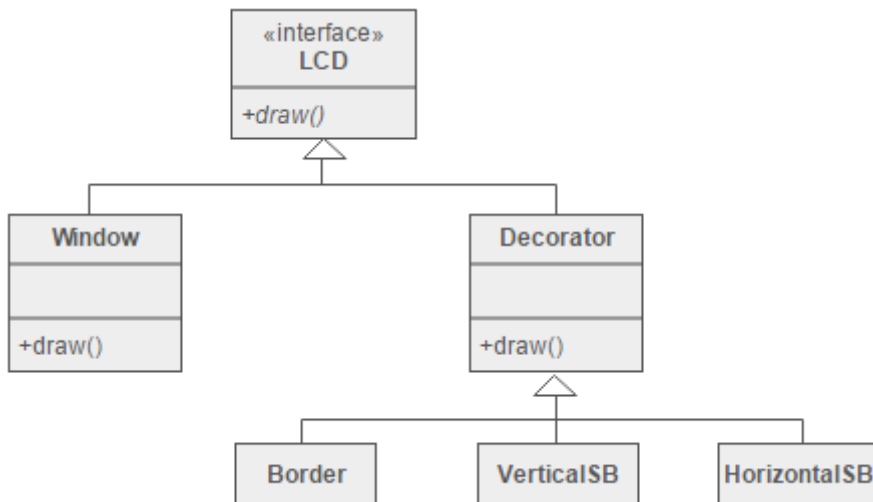 «interface»
LCD
+draw()
Window
Decorator
+draw()
+draw()
Border
VerticalSB
HorizontalSB